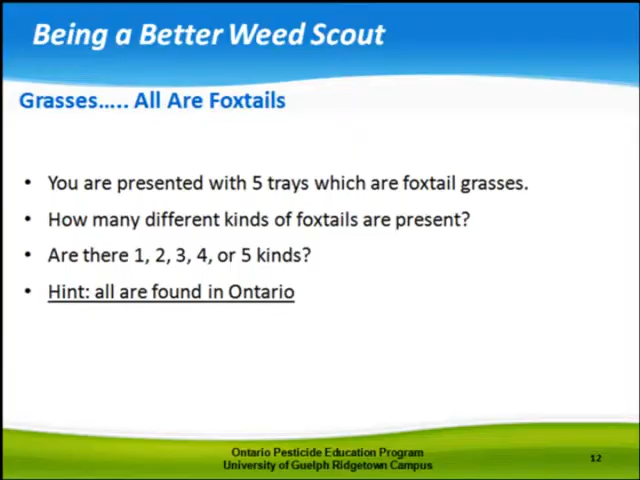 Being a Better Weed Scout
Grasses..... All Are Foxtails
• You are presented with 5 trays which are foxtail grasses.
• How many different kinds of foxtails are present?
• Are there 1, 2, 3, 4, or 5 kinds?
• Hint: all are found in Ontario
Ontario Pesticide Education Program
University of Guelph Ridgetown Campus
12